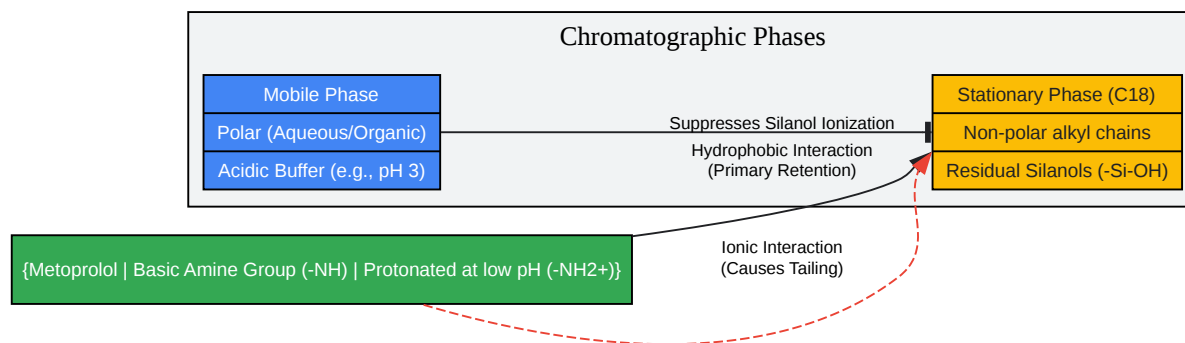 Chromatographic Phases
Mobile Phase
Polar (Aqueous/Organic)
Acidic Buffer (e.g., pH 3)
Suppresses Silanol Ionization
Hydrophobic Interaction
(Primary Retention)
Stationary Phase (C18)
Non-polar alkyl chains
Residual Silanols (-Si-OH)
{Metoprolol | Basic Amine Group (-NH) | Protonated at low pH (-NH2+)}
Ionic Interaction
(Causes Tailing)